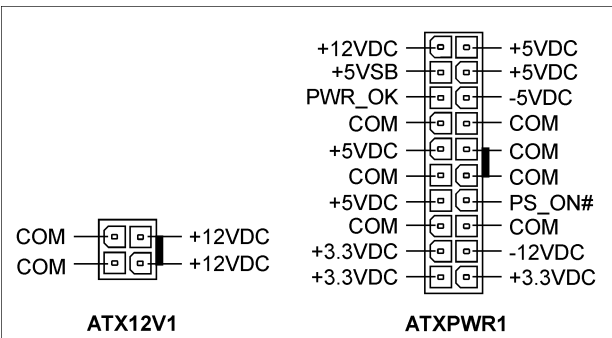 +12VDC +5VDC
+5VSB +5VDC
PWR_OK -5VDC
COM COM
+5VDC COM
COM COM
+5VDC PS_ON#
COM COM
+3.3VDC -12VDC
+3.3VDC +3.3VDC
COM +12VDC
COM +12VDC
ATX12V1 ATXPWR1